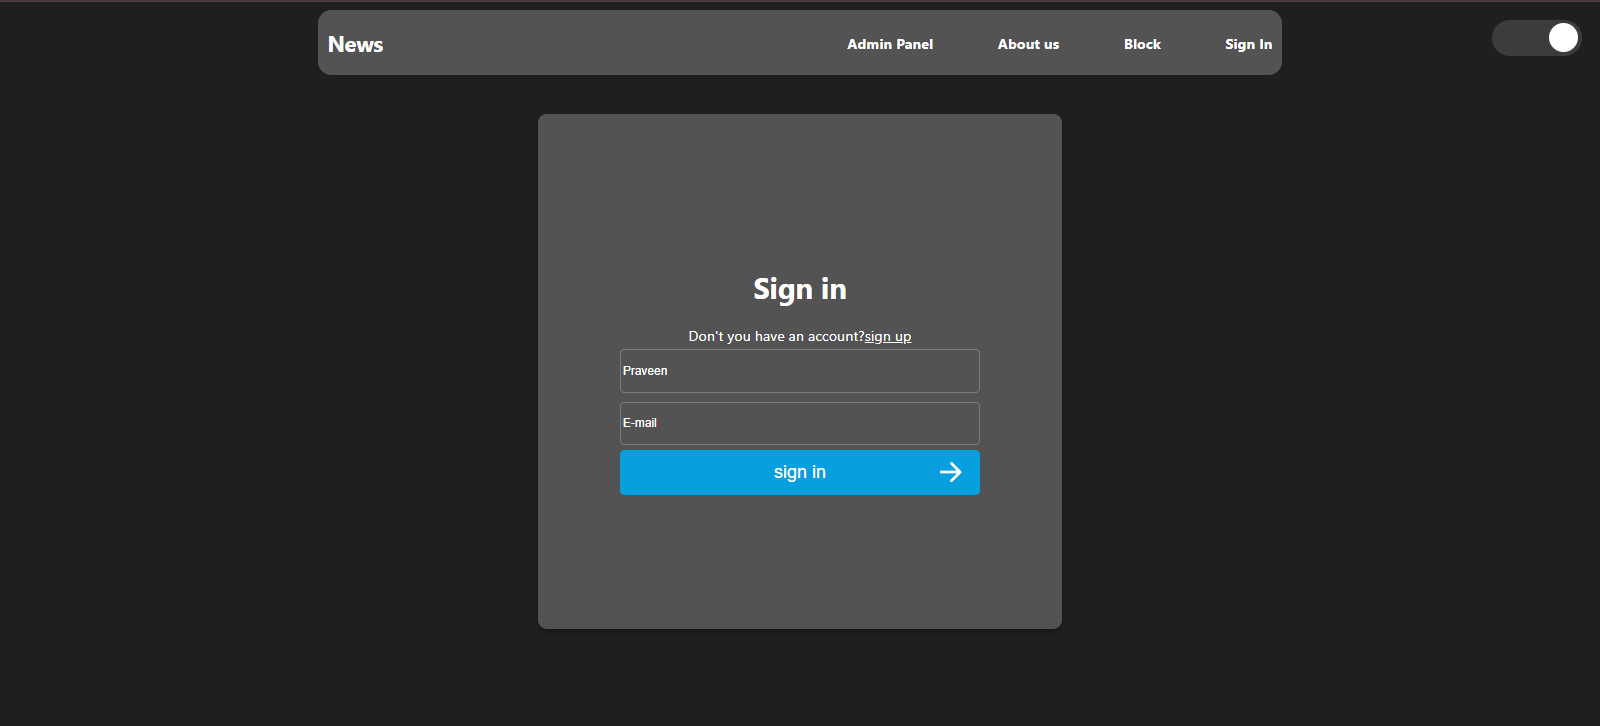 News Admin Panel About us Block Sign In
Sign in
Don't you have an account?sign up
Praveen
E-mail
sign in